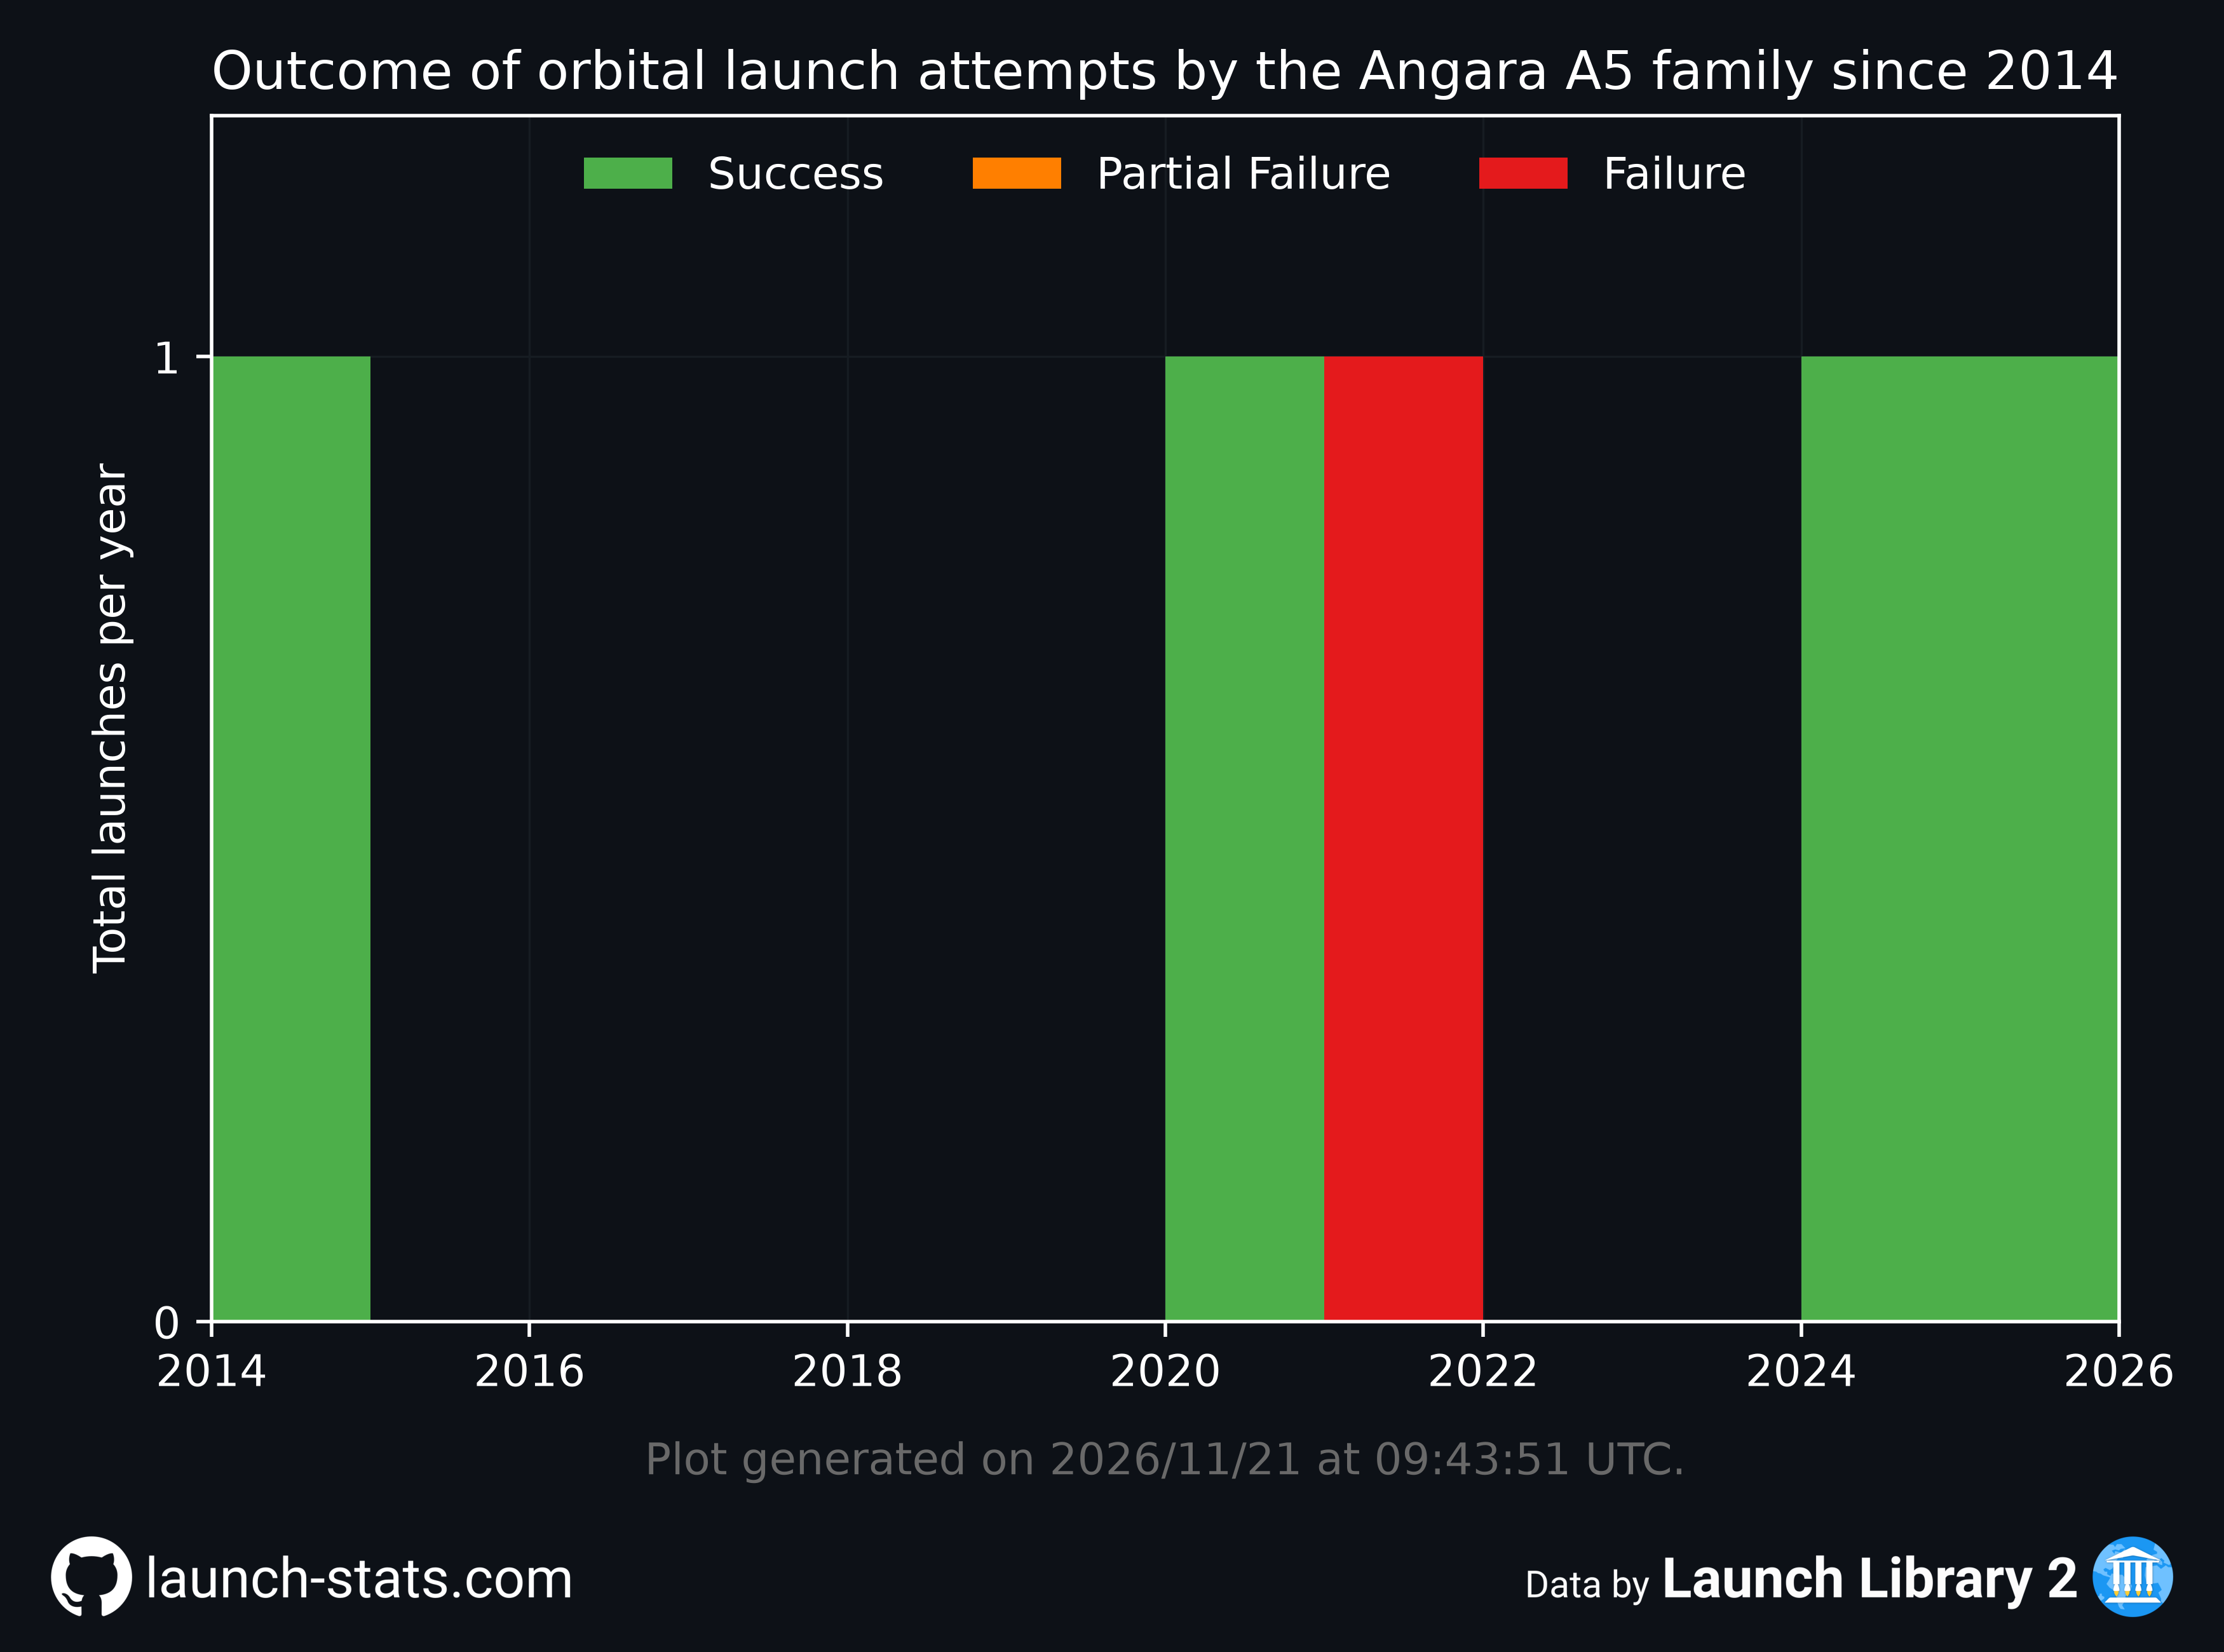 Outcome of orbital launch attempts by the Angara A5 family since 2014
Success Partial Failure Failure
Total launches per year
1
0
2014 2016 2018 2020 2022 2024 2026
Plot generated on 2026/11/21 at 09:43:51 UTC.
launch-stats.com
Data by Launch Library 2